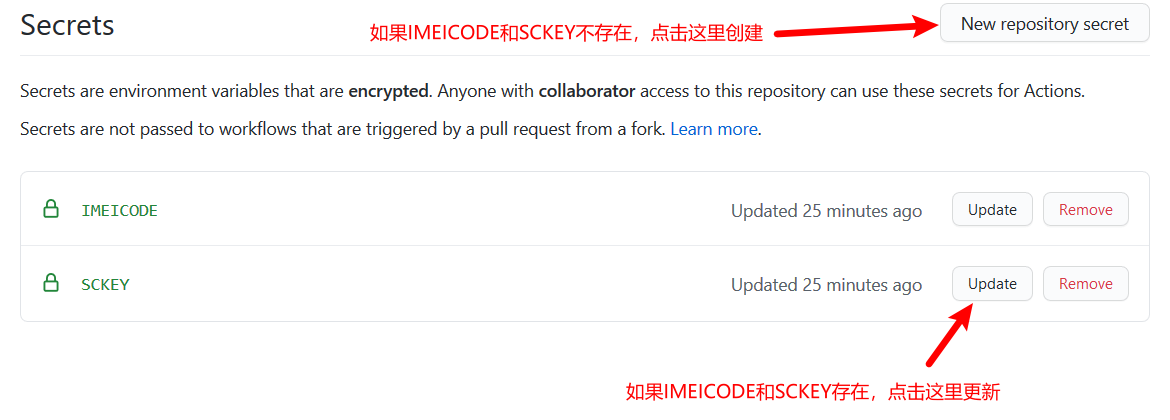 Secrets
如果IMEICODE和SCKEY不存在，点击这里创建
New repository secret
Secrets are environment variables that are encrypted. Anyone with collaborator access to this repository can use these secrets for Actions.
Secrets are not passed to workflows that are triggered by a pull request from a fork. Learn more.
IMEICODE Updated 25 minutes ago Update Remove
SCKEY Updated 25 minutes ago Update Remove
如果IMEICODE和SCKEY存在，点击这里更新